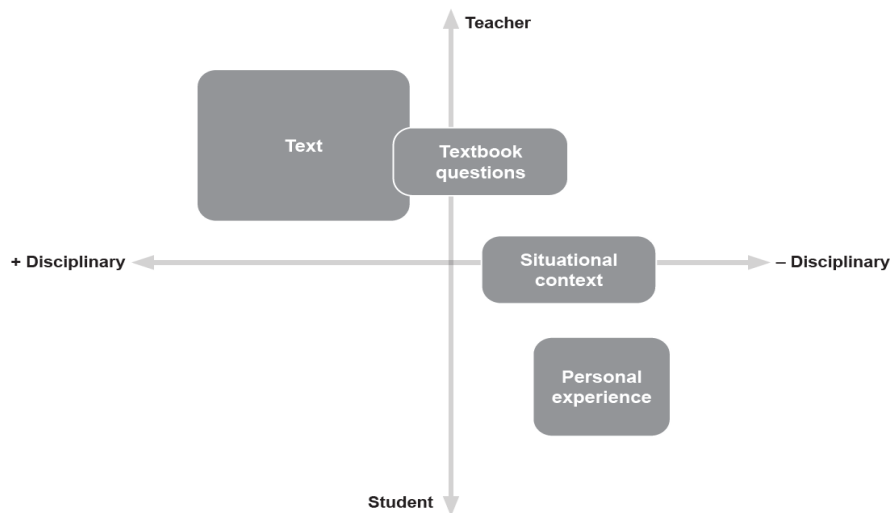 Teacher
Text
Textbook
questions
+ Disciplinary
Situational
context
– Disciplinary
Personal
experience
Student